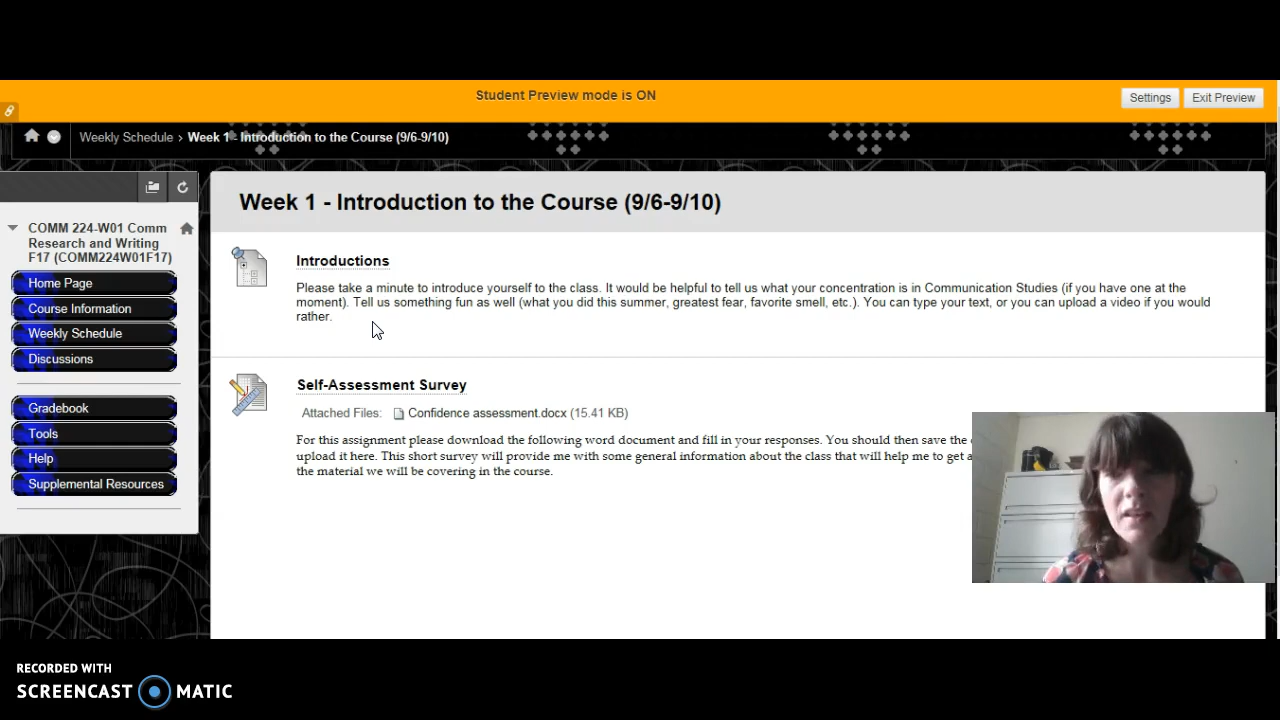 Student Preview mode is ON
Settings
Exit Preview
Weekly Schedule > Week 1 - Introduction to the Course (9/6-9/10)
COMM 224-W01 Comm
Research and Writing
F17 (COMM224W01F17)
Home Page
Course Information
Weekly Schedule
Discussions
Gradebook
Tools
Help
Supplemental Resources
Week 1 - Introduction to the Course (9/6-9/10)
Introductions
Please take a minute to introduce yourself to the class. It would be helpful to tell us what your concentration is in Communication Studies (if you have one at the
moment). Tell us something fun as well (what you did this summer, greatest fear, favorite smell, etc.). You can type your text, or you can upload a video if you would
rather.
Self-Assessment Survey
Attached Files: Confidence assessment.docx (15.41 KB)
For this assignment please download the following word document and fill in your responses. You should then save the
upload it here. This short survey will provide me with some general information about the class that will help me to get a
the material we will be covering in the course.
RECORDED WITH
SCREENCAST MATIC